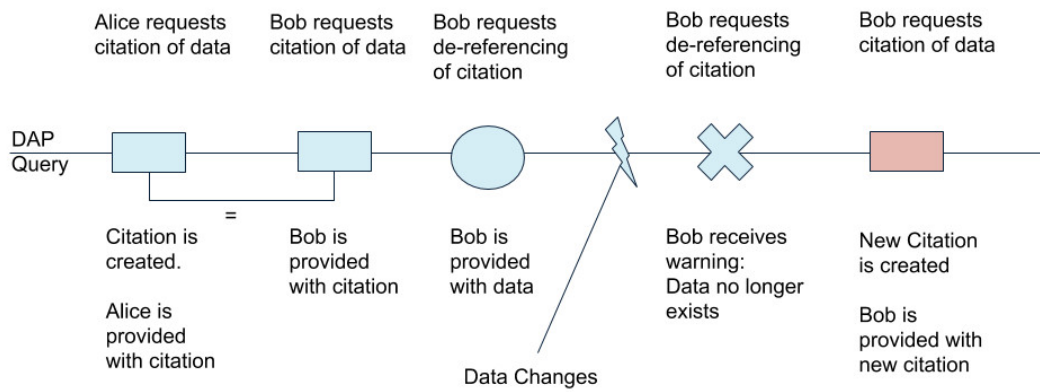 Alice requests
citation of data
Bob requests
citation of data
Bob requests
de-referencing
of citation
Bob requests
de-referencing
of citation
Bob requests
citation of data
DAP
Query
=
Citation is
created.
Alice is
provided
with citation
Bob is
provided
with citation
Bob is
provided
with data
Bob receives
warning:
Data no longer
exists
New Citation
is created
Bob is
provided with
new citation
Data Changes